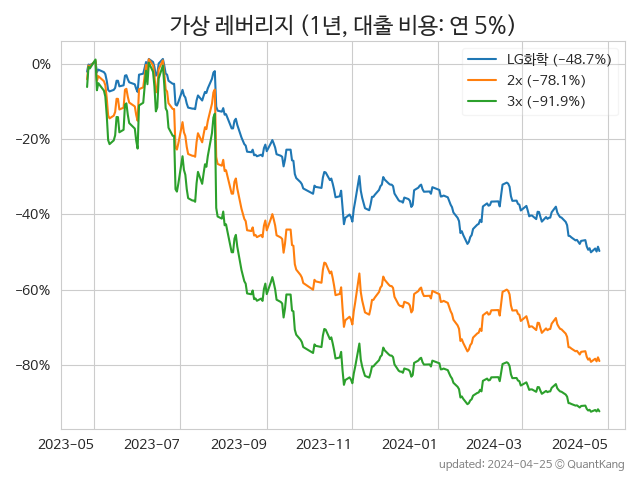 가상 레버리지 (1년, 대출 비용: 연 5%)
LG화학 (−48.7%)
2x (−78.1%)
3x (−91.9%)
0%
−20%
−40%
−60%
−80%
2023-05 2023-07 2023-09 2023-11 2024-01 2024-03 2024-05
updated: 2024-04-25 © QuantKang